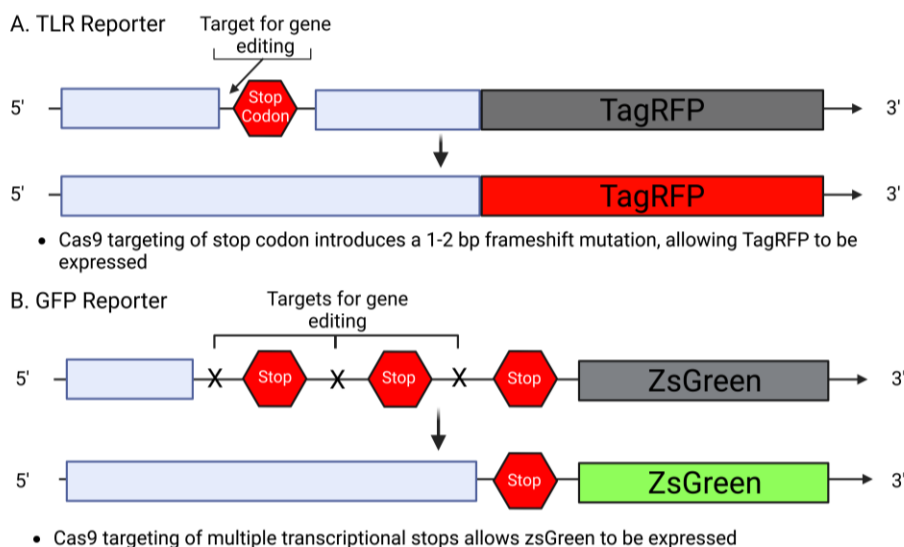 A. TLR Reporter
Target for gene
editing
5'
Stop
Codon
TagRFP
3'
5'
TagRFP
3'
• Cas9 targeting of stop codon introduces a 1-2 bp frameshift mutation, allowing TagRFP to be
expressed
B. GFP Reporter
Targets for gene
editing
5'
X
Stop
X
Stop
X
Stop
ZsGreen
3'
5'
Stop
ZsGreen
3'
• Cas9 targeting of multiple transcriptional stops allows zsGreen to be expressed